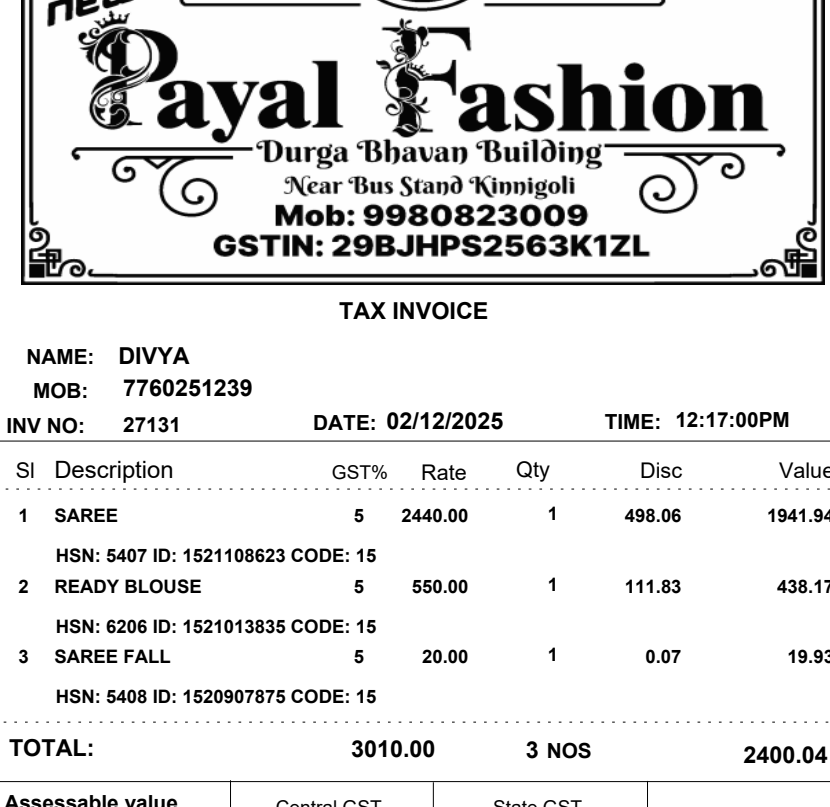 new
Payal Fashion
Durga Bhavan Building
Near Bus Stand Kinnigoli
Mob: 9980823009
GSTIN: 29BJHPS2563K1ZL
TAX INVOICE
NAME: DIVYA
MOB: 7760251239
INV NO: 27131 DATE: 02/12/2025 TIME: 12:17:00PM
Sl Description GST% Rate Qty Disc Value
1 SAREE 5 2440.00 1 498.06 1941.94
HSN: 5407 ID: 1521108623 CODE: 15
2 READY BLOUSE 5 550.00 1 111.83 438.17
HSN: 6206 ID: 1521013835 CODE: 15
3 SAREE FALL 5 20.00 1 0.07 19.93
HSN: 5408 ID: 1520907875 CODE: 15
TOTAL: 3010.00 3 NOS 2400.04
Assessable value Central GST State GST